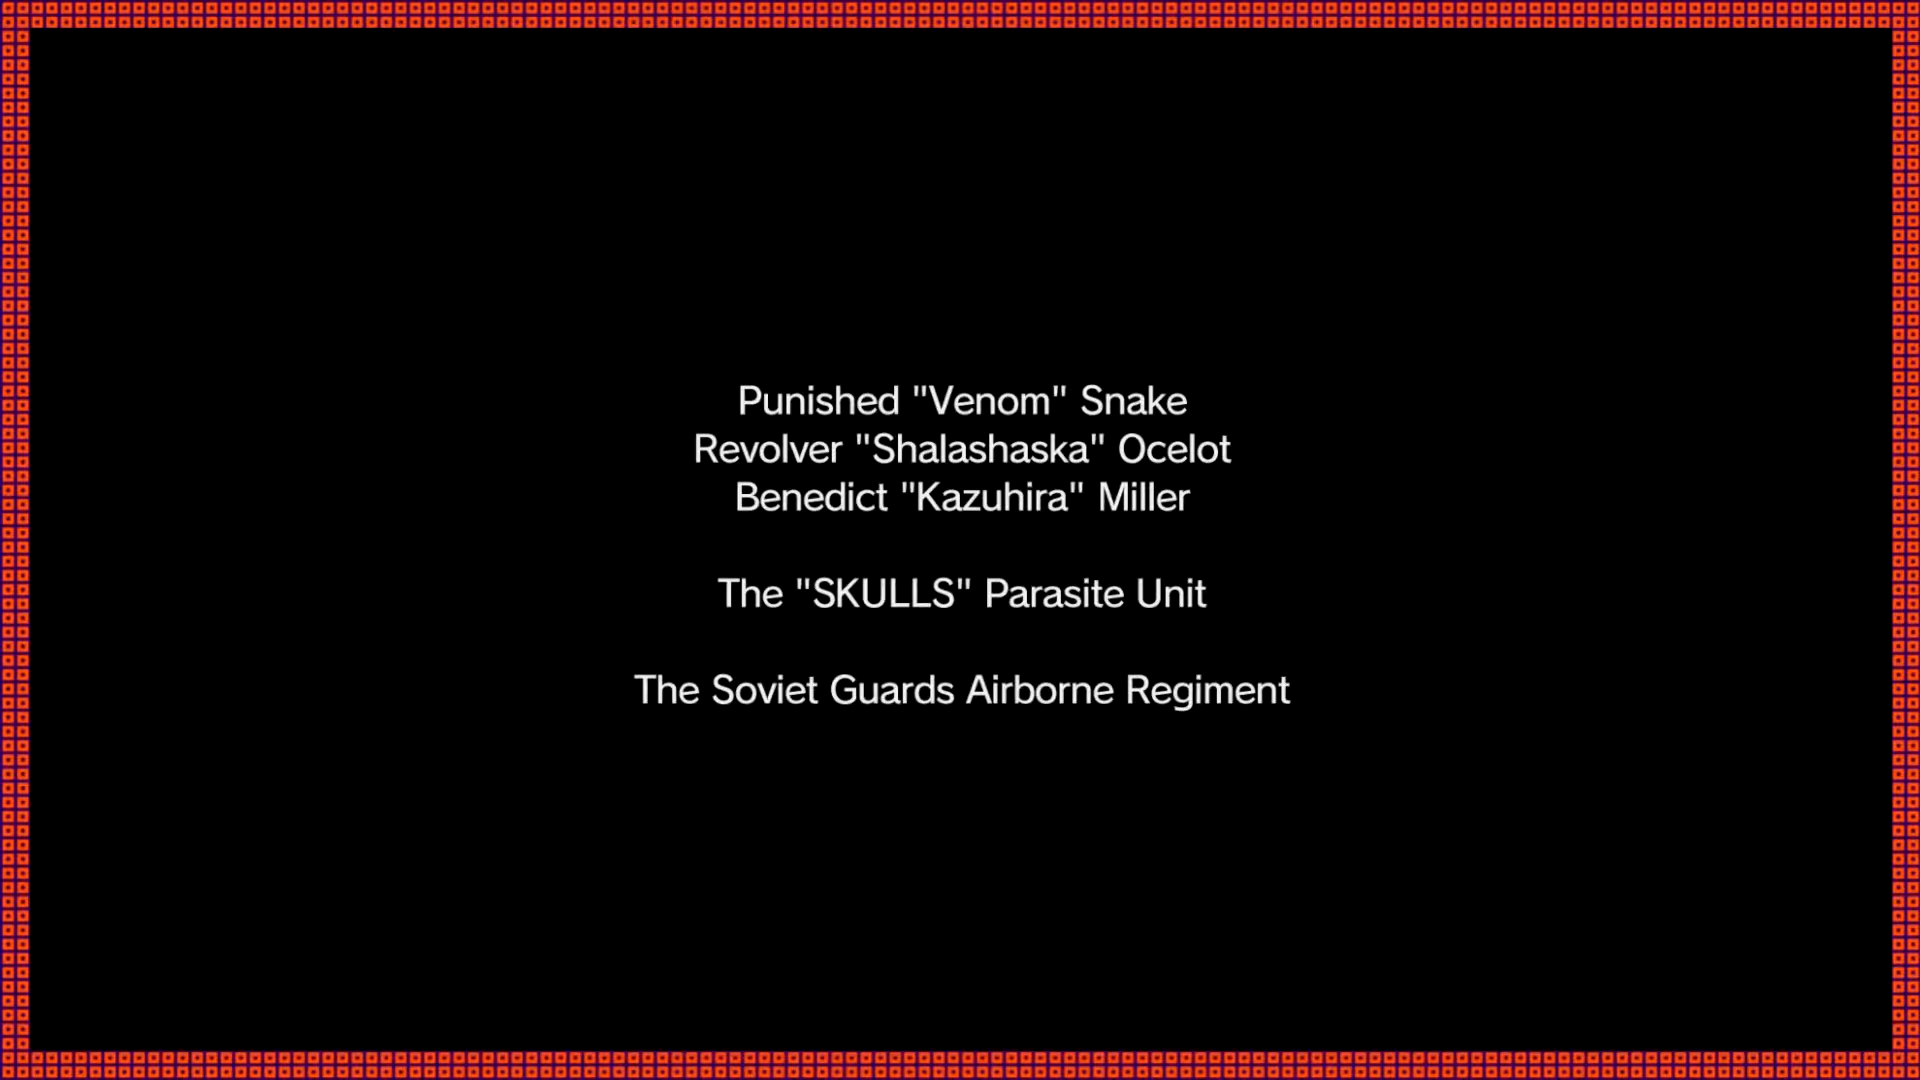 Punished "Venom" Snake
Revolver "Shalashaska" Ocelot
Benedict "Kazuhira" Miller
The "SKULLS" Parasite Unit
The Soviet Guards Airborne Regiment